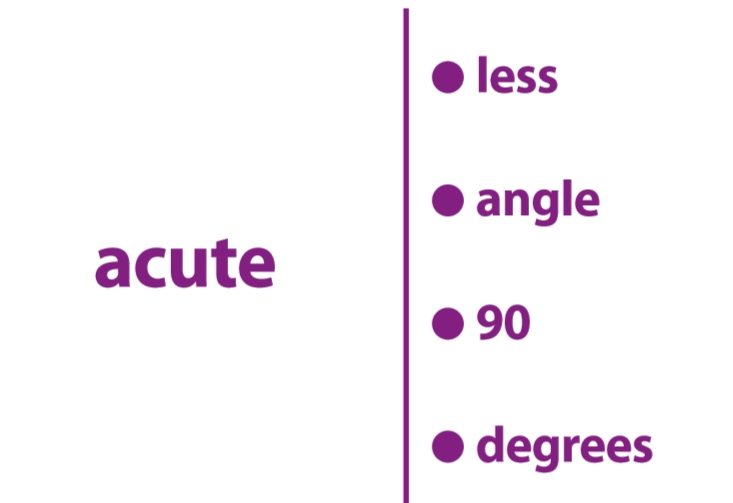 acute
● less
● angle
● 90
● degrees